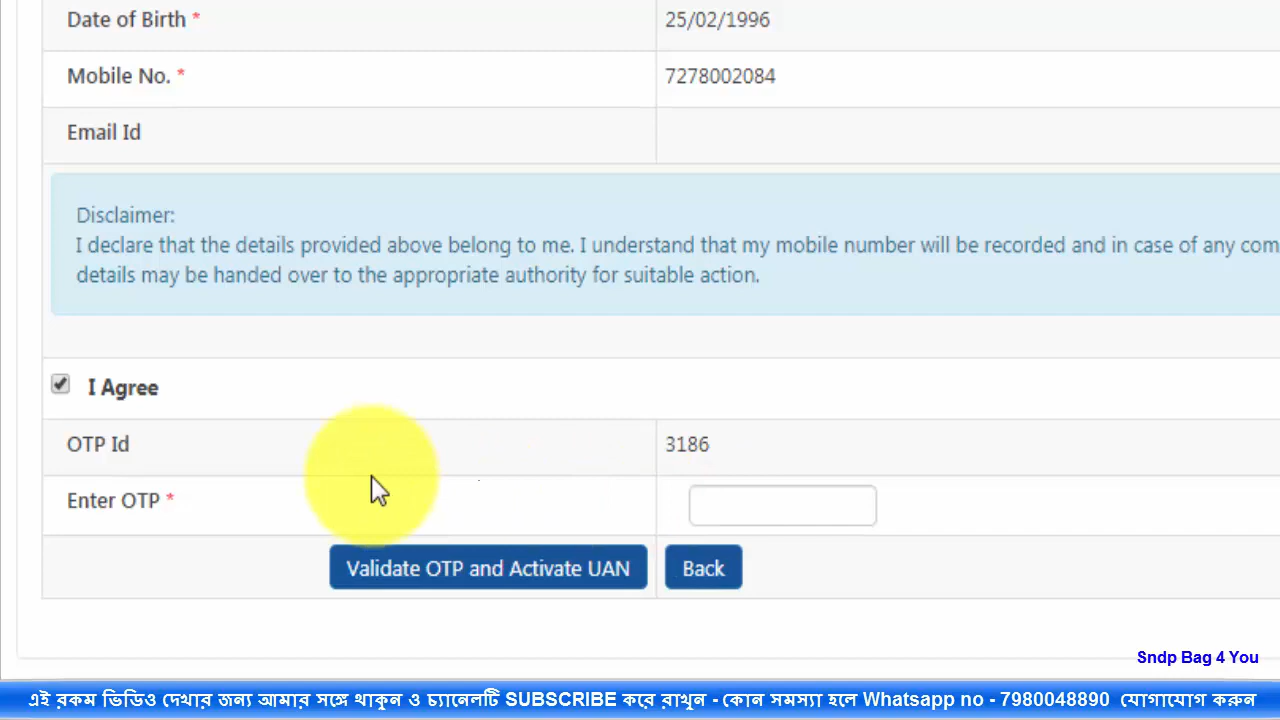 Date of Birth * 25/02/1996
Mobile No. * 7278002084
Email Id
Disclaimer:
I declare that the details provided above belong to me. I understand that my mobile number will be recorded and in case of any com
details may be handed over to the appropriate authority for suitable action.
I Agree
OTP Id 3186
Enter OTP *
Validate OTP and Activate UAN Back
Sndp Bag 4 You
এই রকম ভিডিও দেখার জন্য আমার সঙ্গে থাকুন ও চ্যানেলটি SUBSCRIBE করে রাখুন - কোন সমস্যা হলে Whatsapp no - 7980048890 যোগাযোগ করুন